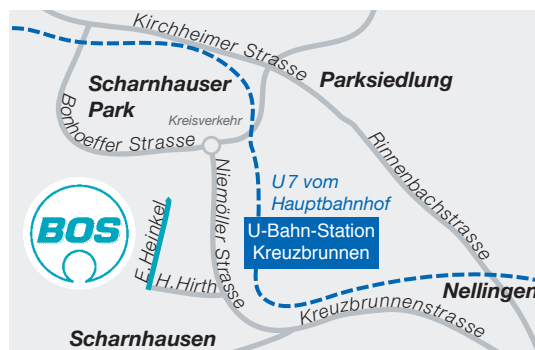 Kirchheimer Strasse
Scharnhauser
Park
Parksiedlung
Kreisverkehr
Bonhoeffer Strasse
Rinnenbachstrasse
Niemöller Strasse
U7 vom
Hauptbahnhof
U-Bahn-Station
Kreuzbrunnen
BOS
E.Heinkel
H.Hirth
Nellingen
Kreuzbrunnenstrasse
Scharnhausen